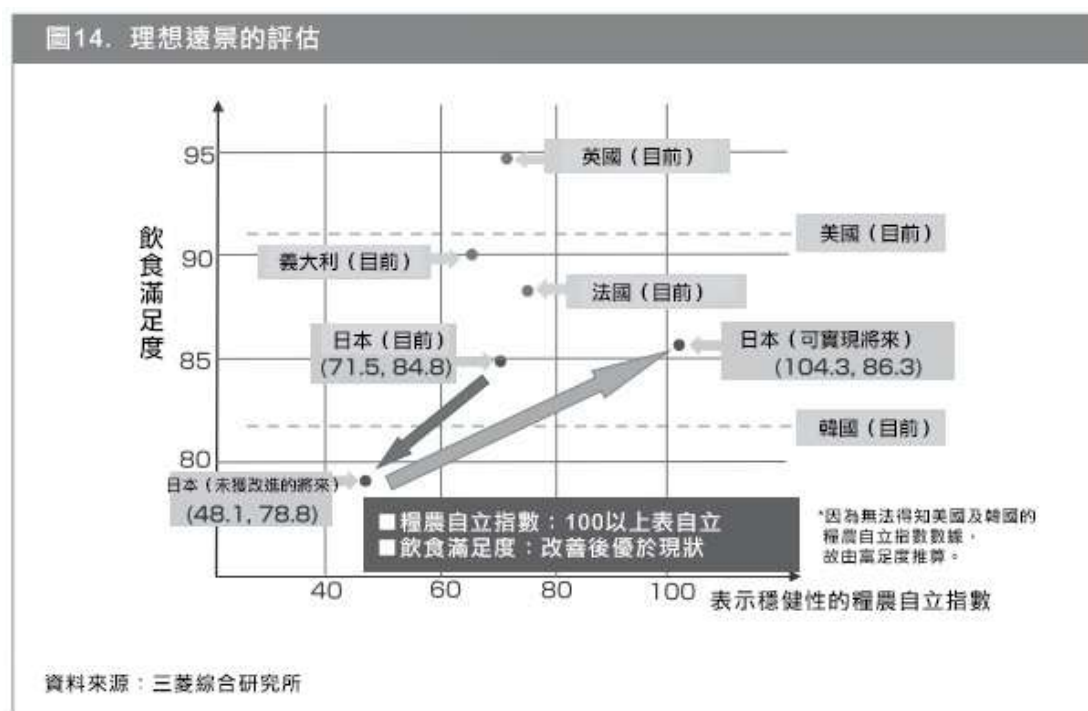 圖14. 理想遠景的評估
飲食滿足度
95
90
85
80
英國（目前）
美國（目前）
義大利（目前）
法國（目前）
日本（目前）
(71.5, 84.8)
日本（可實現將來）
(104.3, 86.3)
韓國（目前）
日本（未獲改進的將來）
(48.1, 78.8)
■糧農自立指數：100以上表自立
■飲食滿足度：改善後優於現狀
*因為無法得知美國及韓國的
糧農自立指數數據，
故由富足度推算。
40
60
80
100
表示穩健性的糧農自立指數
資料來源：三菱綜合研究所